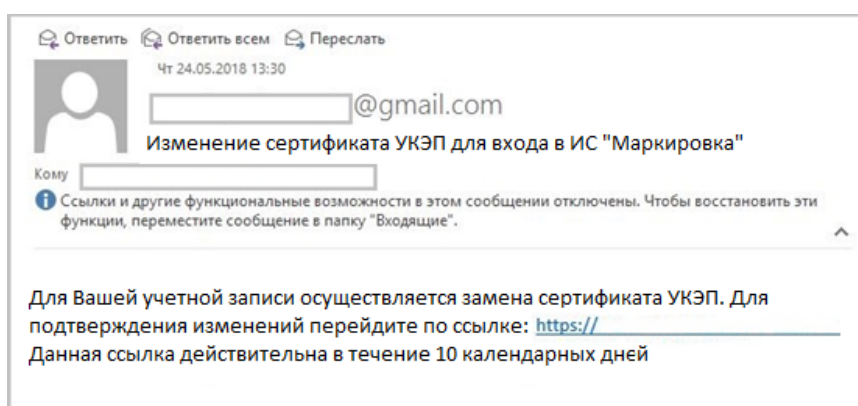 Ответить Ответить всем Переслать
Чт 24.05.2018 13:30
@gmail.com
Изменение сертификата УКЭП для входа в ИС "Маркировка"
Кому
Ссылки и другие функциональные возможности в этом сообщении отключены. Чтобы восстановить эти
функции, переместите сообщение в папку "Входящие".
Для Вашей учетной записи осуществляется замена сертификата УКЭП. Для
подтверждения изменений перейдите по ссылке: https://
Данная ссылка действительна в течение 10 календарных дней